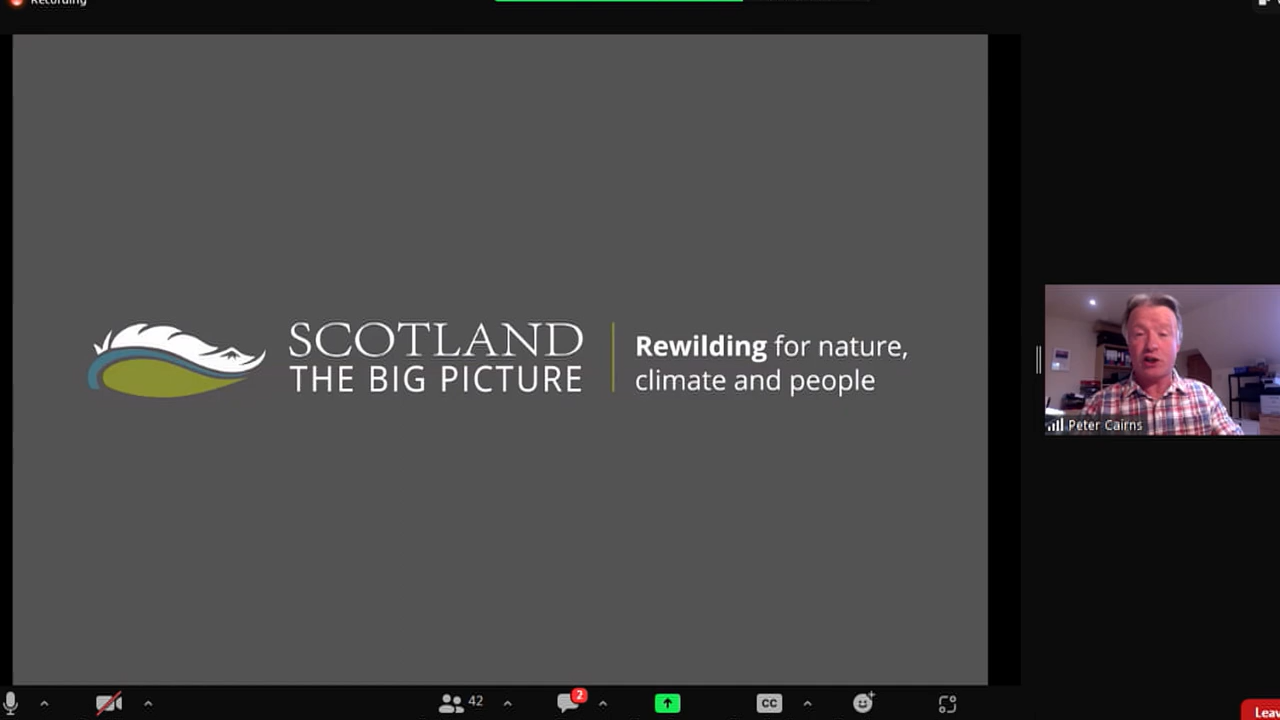 Recording
SCOTLAND
THE BIG PICTURE
Rewilding for nature,
climate and people
Peter Cairns
42
2
CC